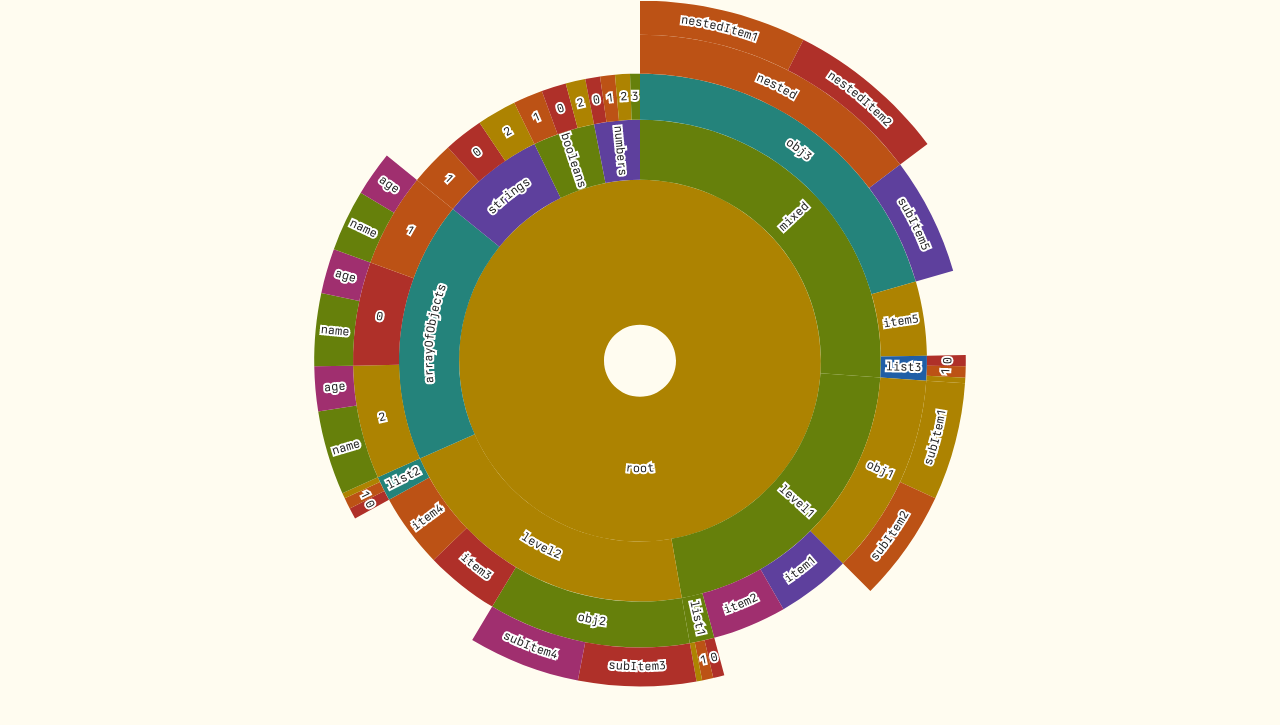 nestedItem1
nestedItem2
nested
obj3
subItem5
mixed
item5
list3
0
1
subItem1
obj1
subItem2
level1
item1
item2
list1
0
1
root
level2
obj2
subItem3
subItem4
item3
item4
list2
1
0
arrayOfObjects
2
name
age
0
name
age
1
name
age
strings
1
0
2
booleans
1
0
2
numbers
0
1
2
3